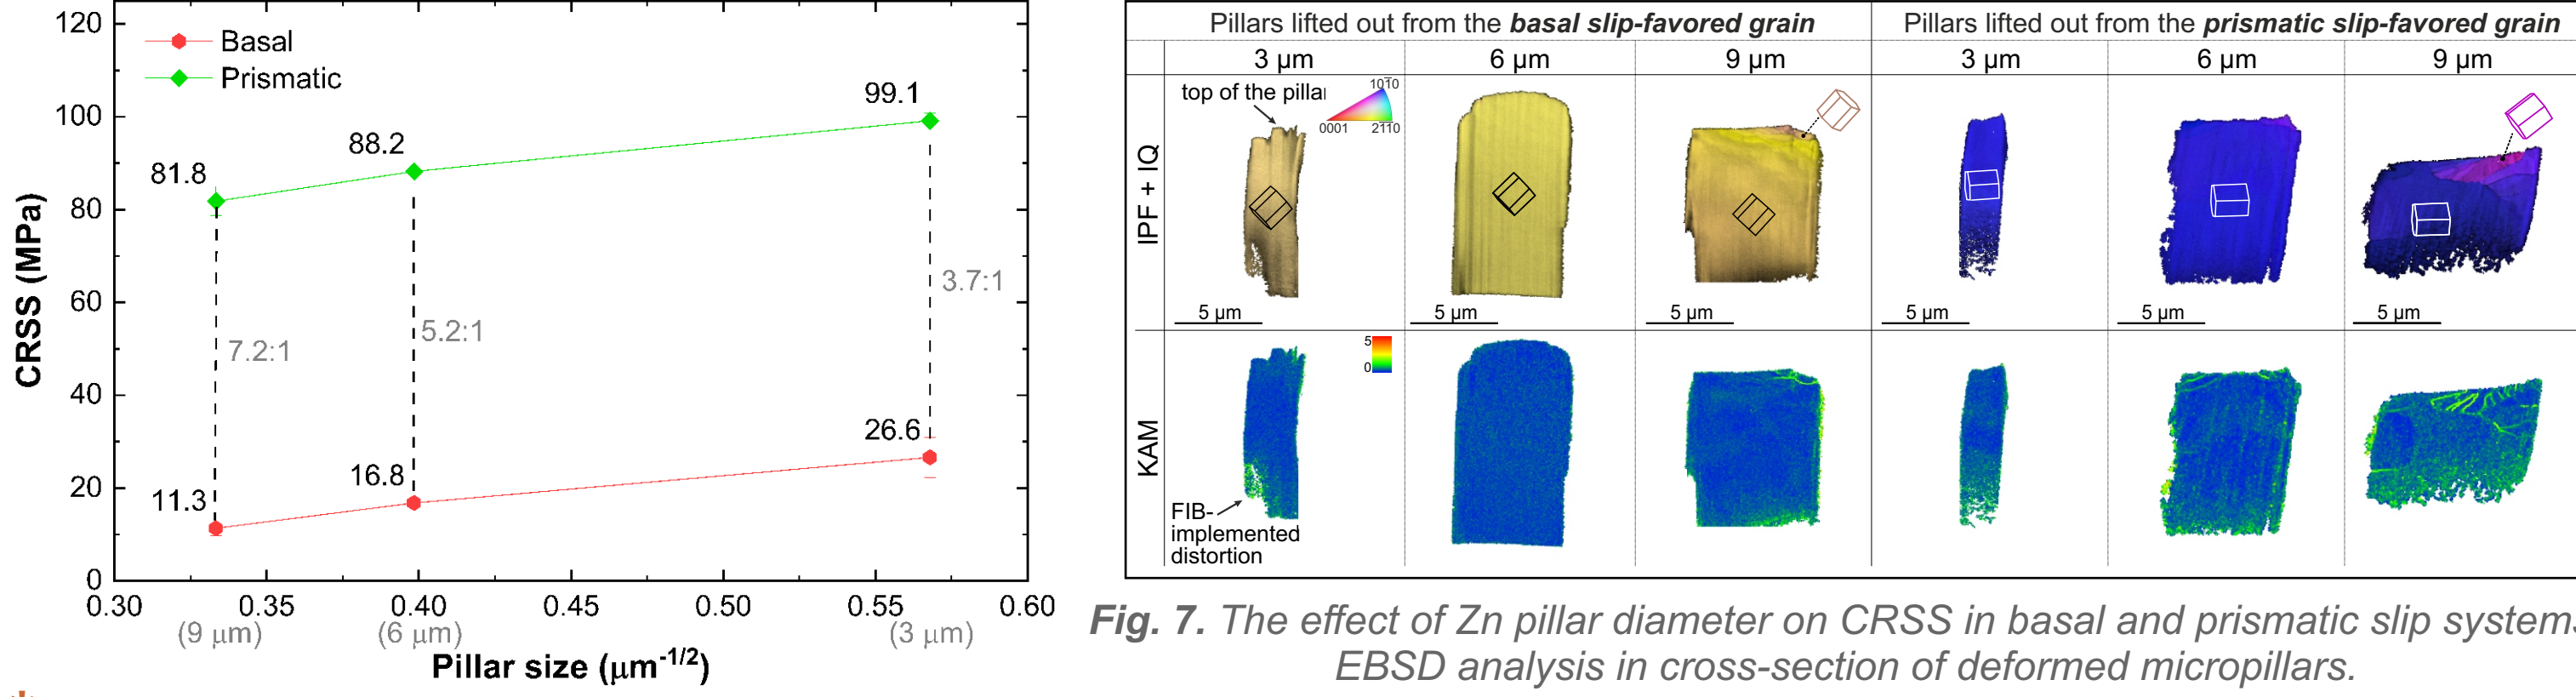 120
100
80
60
40
20
0
CRSS (MPa)
Basal
Prismatic
81.8
88.2
99.1
11.3
16.8
26.6
7.2:1
5.2:1
3.7:1
0.30 0.35 0.40 0.45 0.50 0.55 0.60
(9 µm) (6 µm) (3 µm)
Pillar size (µm-1/2)
Pillars lifted out from the basal slip-favored grain
Pillars lifted out from the prismatic slip-favored grain
3 µm 6 µm 9 µm 3 µm 6 µm 9 µm
IPF + IQ
top of the pillar
101̅0
0001 21̅1̅0
5 µm 5 µm 5 µm 5 µm 5 µm 5 µm
KAM
5
0
FIB-
implemented
distortion
Fig. 7. The effect of Zn pillar diameter on CRSS in basal and prismatic slip systems
EBSD analysis in cross-section of deformed micropillars.